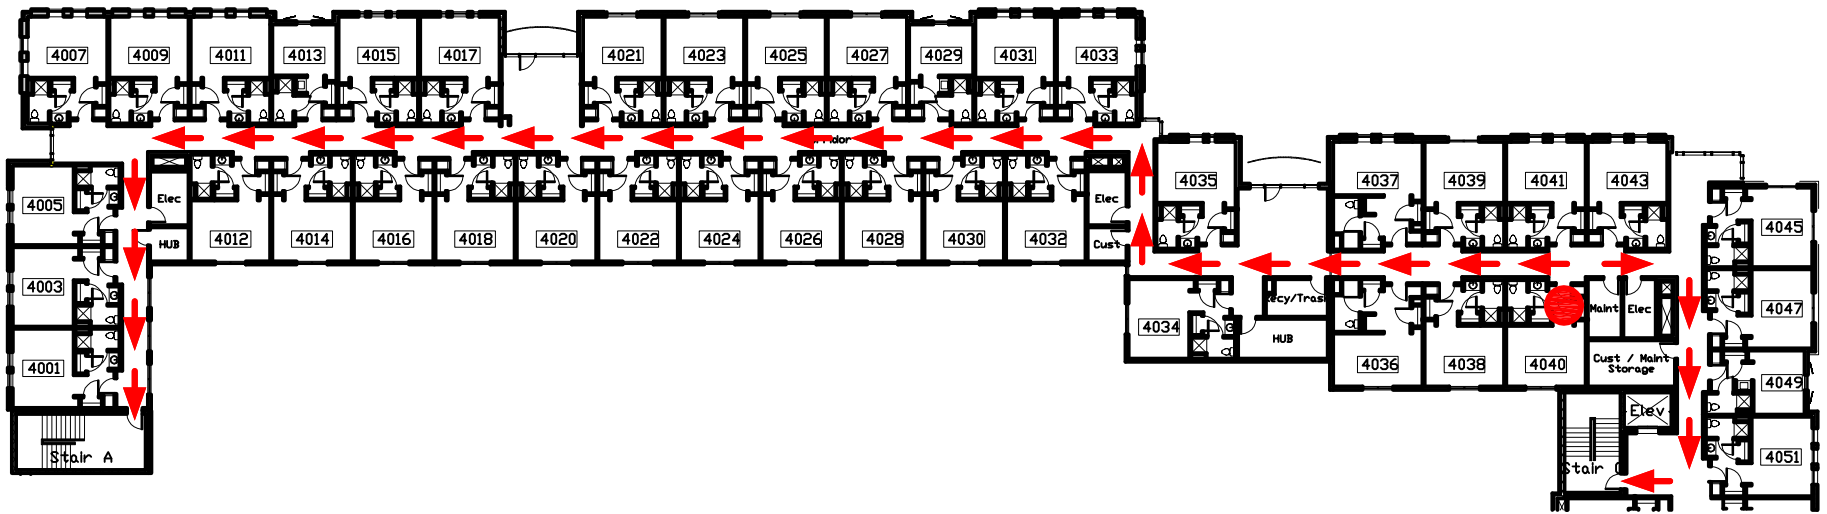 4007 4009 4011 4013 4015 4017 4021 4023 4025 4027 4029 4031 4033
4035 4037 4039 4041 4043
4005 Elec Elec 4045
4012 4014 4016 4018 4020 4022 4024 4026 4028 4030 4032
HUB Cust
4003 4047
4034 HUB Maint Elec
4001 4036 4038 4040 Cust / Maint
Storage
4049
Elev
Stair A 4051
Stair